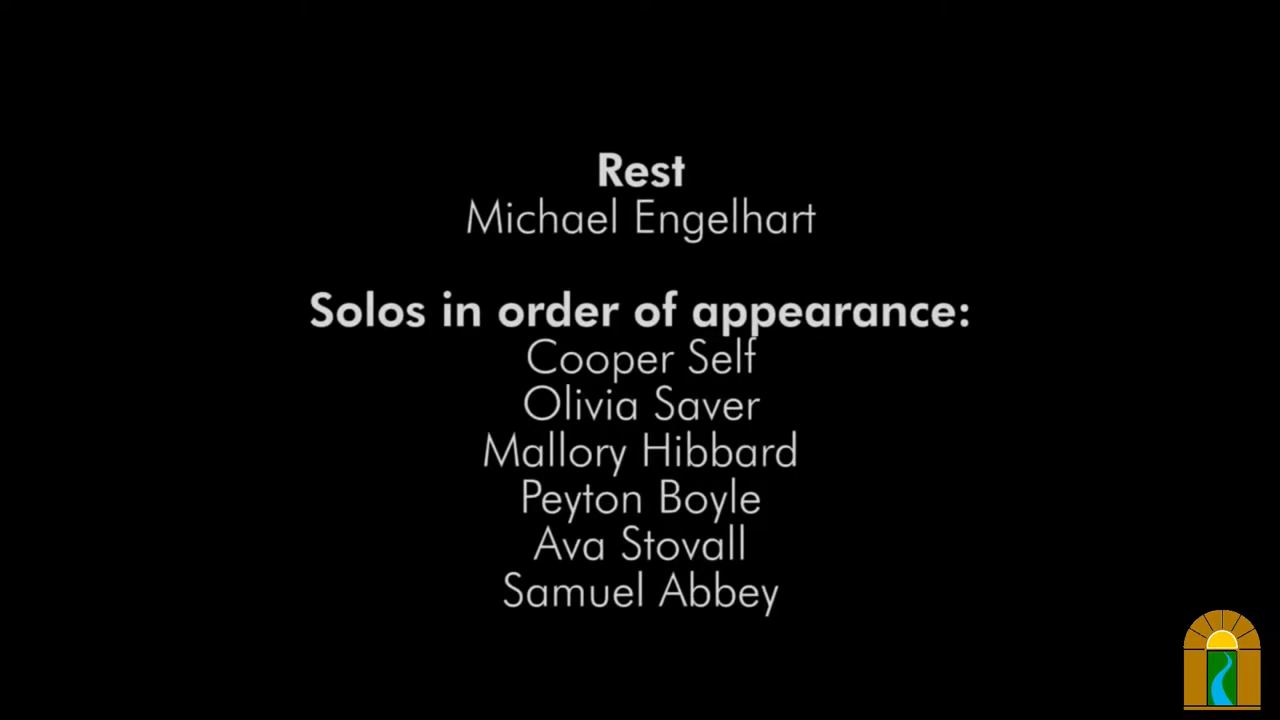 Rest
Michael Engelhart
Solos in order of appearance:
Cooper Self
Olivia Saver
Mallory Hibbard
Peyton Boyle
Ava Stovall
Samuel Abbey